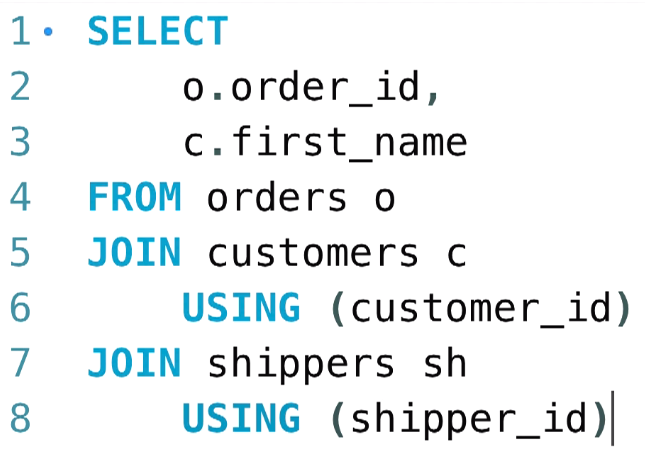 1 SELECT
2 o.order_id,
3 c.first_name
4 FROM orders o
5 JOIN customers c
6 USING (customer_id)
7 JOIN shippers sh
8 USING (shipper_id)